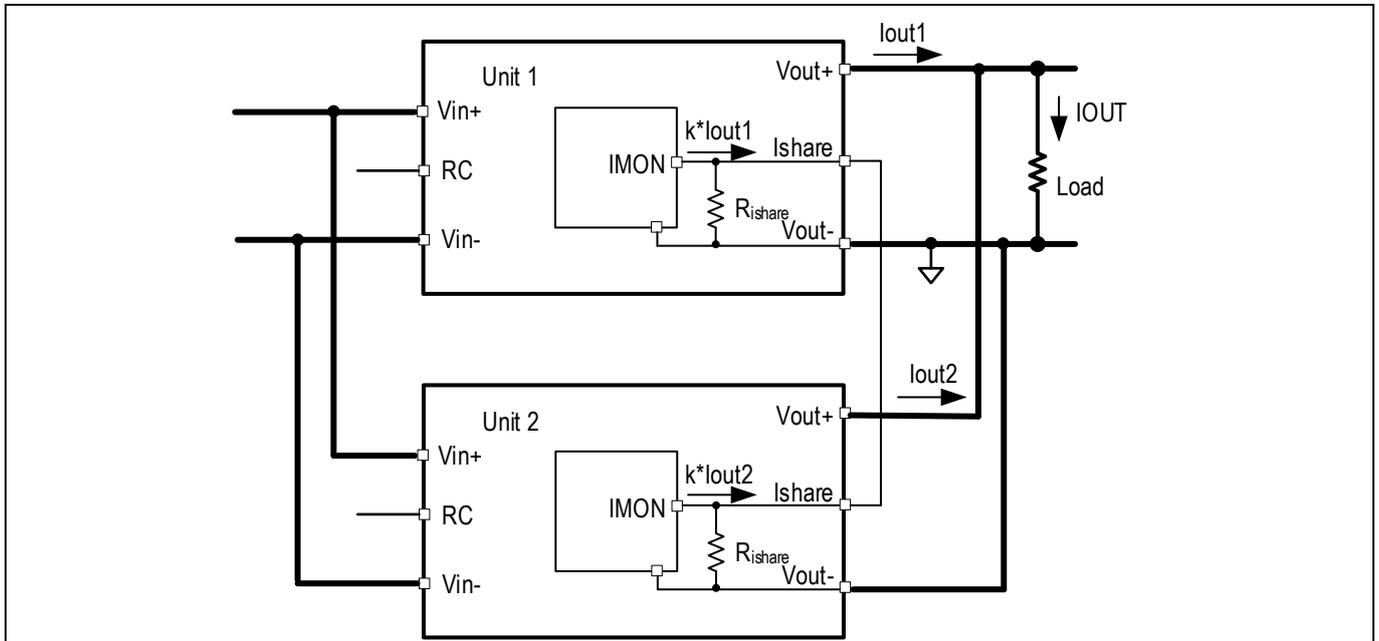 Iout1
Unit 1
Vout+
Vin+
IOUT
k*Iout1
Ishare
IMON
RC
Load
Rishare
Vout-
Vin-
Iout2
Unit 2
Vout+
Vin+
k*Iout2
Ishare
IMON
RC
Rishare
Vout-
Vin-